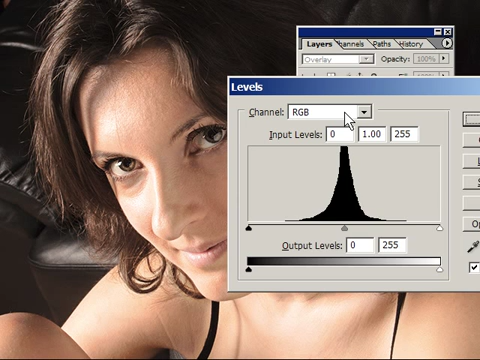 Layers Channels Paths History
Overlay Opacity: 100%
Levels
Channel: RGB
Input Levels: 0 1.00 255
Output Levels: 0 255